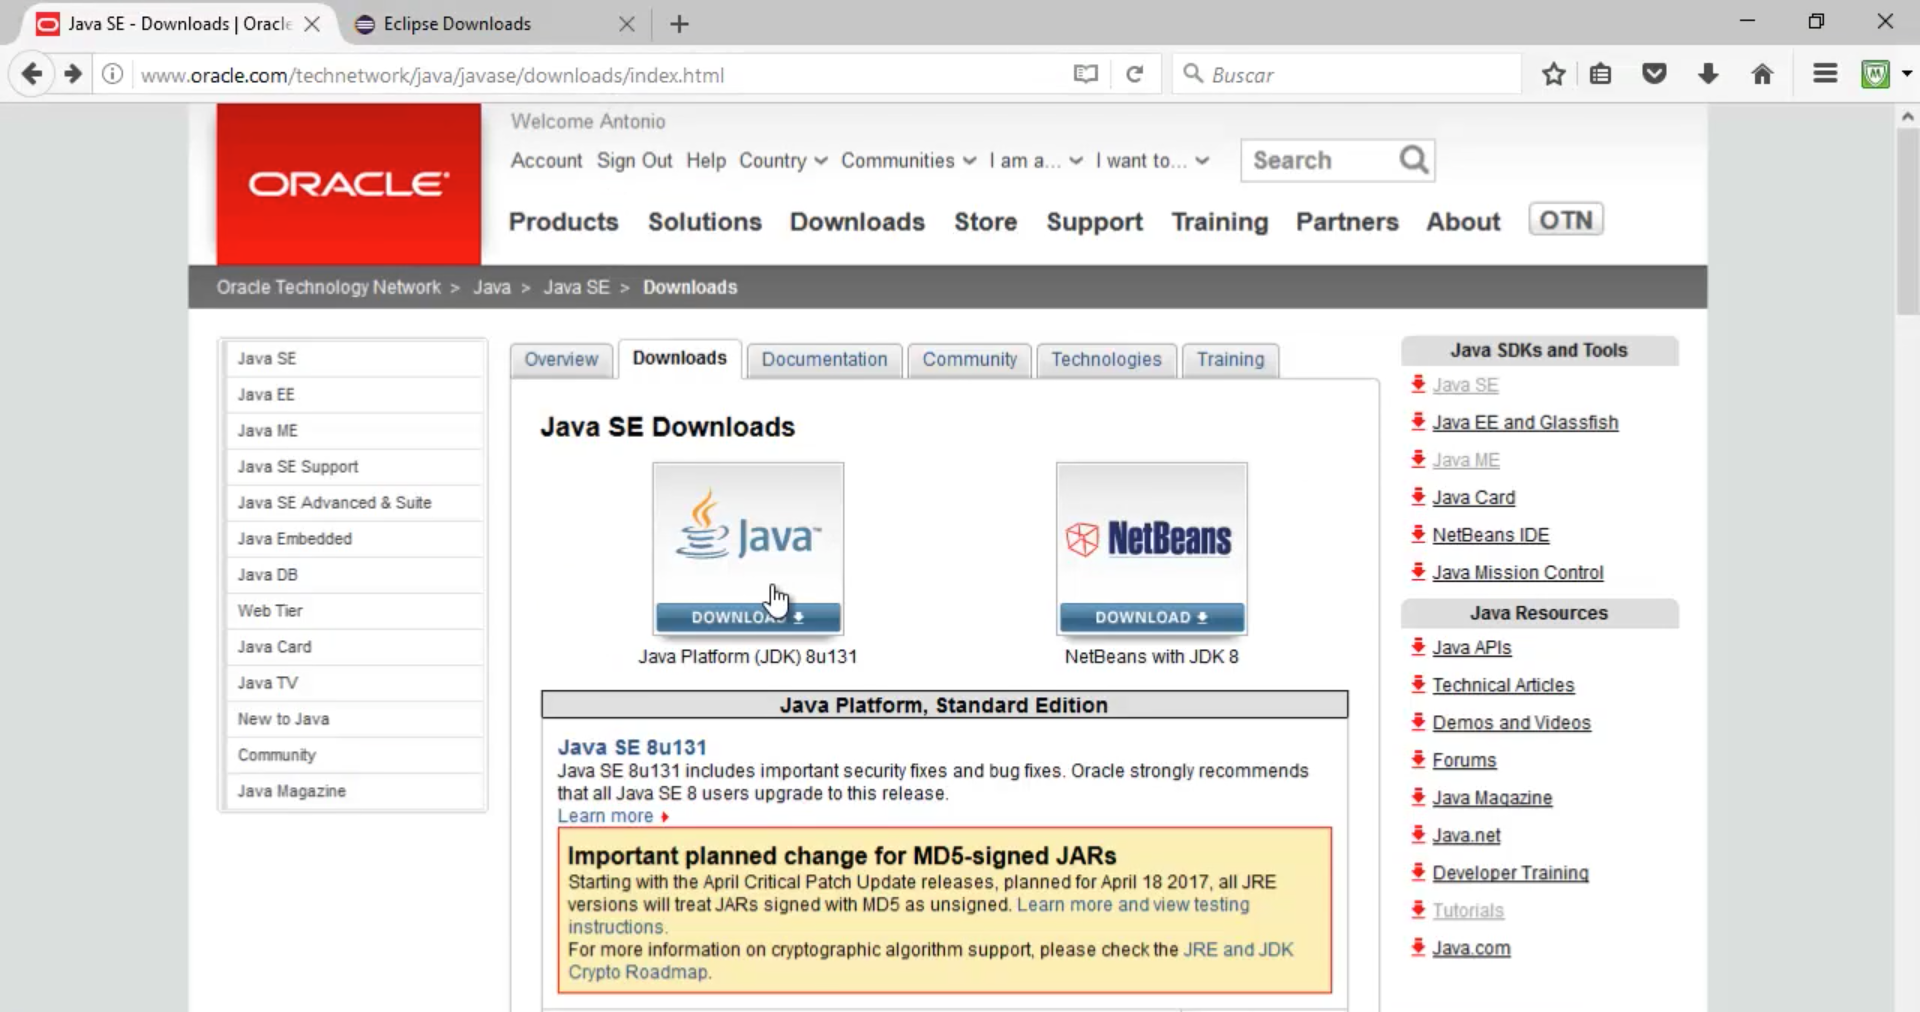 Java SE - Downloads | Oracle
Eclipse Downloads
www.oracle.com/technetwork/java/javase/downloads/index.html
Buscar
ORACLE
Welcome Antonio
Account Sign Out Help Country Communities I am a... I want to...
Search
Products Solutions Downloads Store Support Training Partners About OTN
Oracle Technology Network > Java > Java SE > Downloads
Java SE
Java EE
Java ME
Java SE Support
Java SE Advanced & Suite
Java Embedded
Java DB
Web Tier
Java Card
Java TV
New to Java
Community
Java Magazine
Overview Downloads Documentation Community Technologies Training
Java SE Downloads
Java™
DOWNLOAD
Java Platform (JDK) 8u131
NetBeans
DOWNLOAD
NetBeans with JDK 8
Java Platform, Standard Edition
Java SE 8u131
Java SE 8u131 includes important security fixes and bug fixes. Oracle strongly recommends
that all Java SE 8 users upgrade to this release.
Learn more
Important planned change for MD5-signed JARs
Starting with the April Critical Patch Update releases, planned for April 18 2017, all JRE
versions will treat JARs signed with MD5 as unsigned. Learn more and view testing
instructions.
For more information on cryptographic algorithm support, please check the JRE and JDK
Crypto Roadmap.
Java SDKs and Tools
Java SE
Java EE and Glassfish
Java ME
Java Card
NetBeans IDE
Java Mission Control
Java Resources
Java APIs
Technical Articles
Demos and Videos
Forums
Java Magazine
Java.net
Developer Training
Tutorials
Java.com